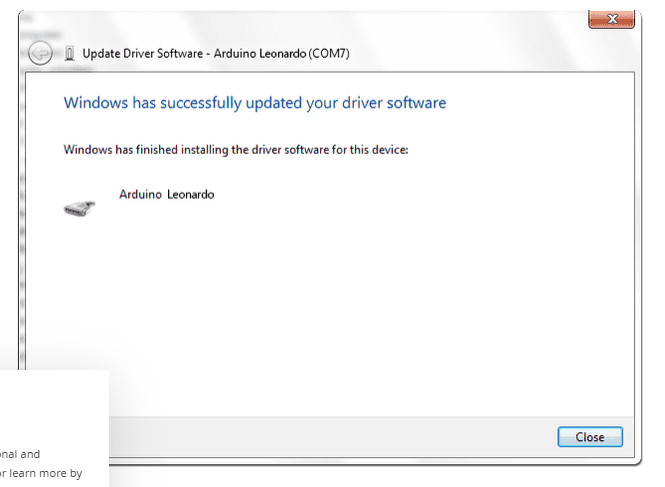 Update Driver Software - Arduino Leonardo (COM7)
Windows has successfully updated your driver software
Windows has finished installing the driver software for this device:
Arduino Leonardo
Close
and
or learn more by